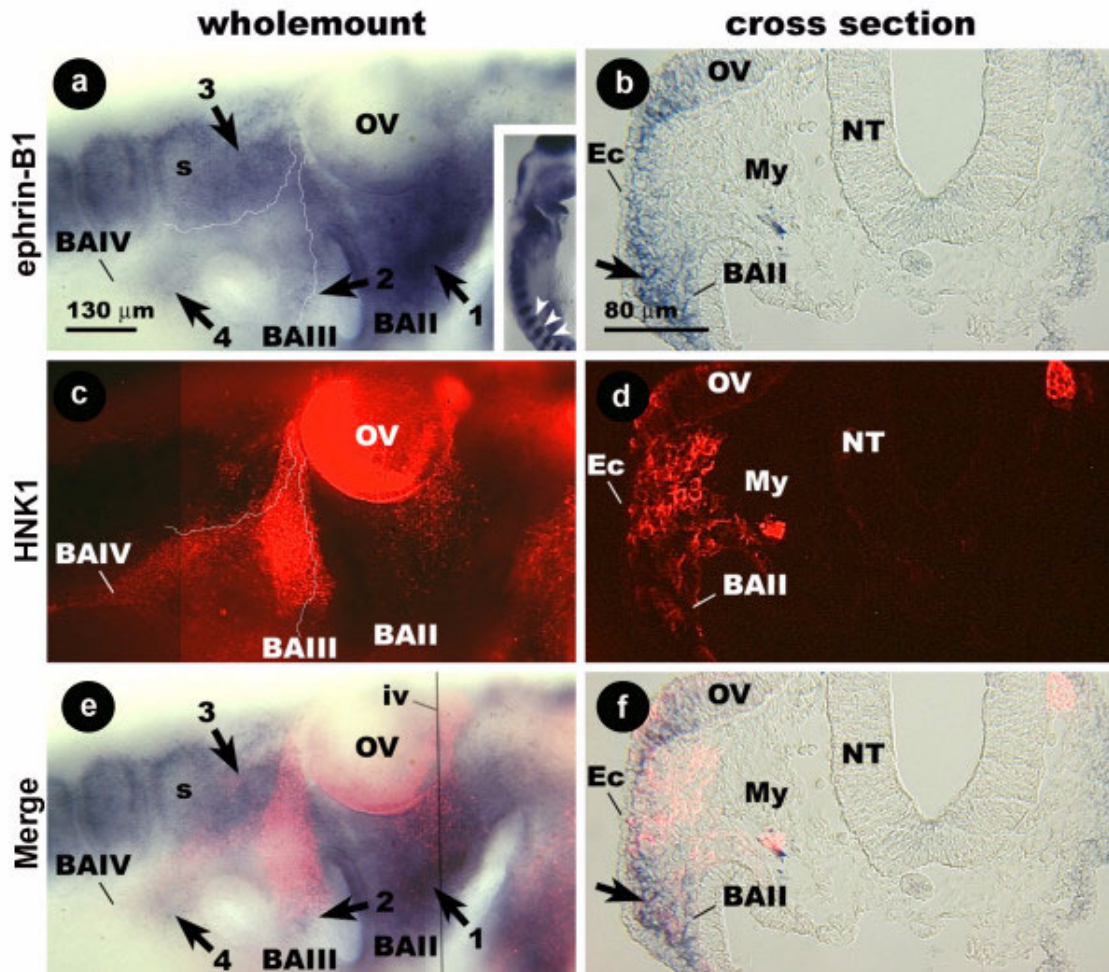 wholemount
cross section
ephrin-B1
a
3
OV
s
BAIV
130 µm
4
BAIII
2
BAII
1
b
OV
NT
Ec
My
BAII
80 µm
HNK1
c
OV
BAIV
BAIII
BAII
d
OV
NT
Ec
r3
My
BAII
Merge
e
3
iv
OV
s
BAIV
4
BAIII
2
BAII
1
f
OV
NT
Ec
My
BAII